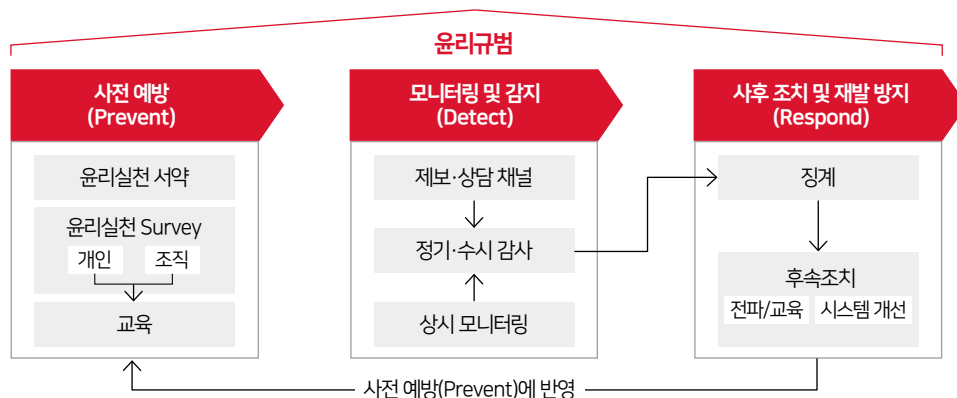 윤리규범
사전 예방
(Prevent)
윤리실천 서약
윤리실천 Survey
개인 조직
교육
모니터링 및 감지
(Detect)
제보·상담 채널
정기·수시 감사
상시 모니터링
사후 조치 및 재발 방지
(Respond)
징계
후속조치
전파/교육 시스템 개선
사전 예방(Prevent)에 반영